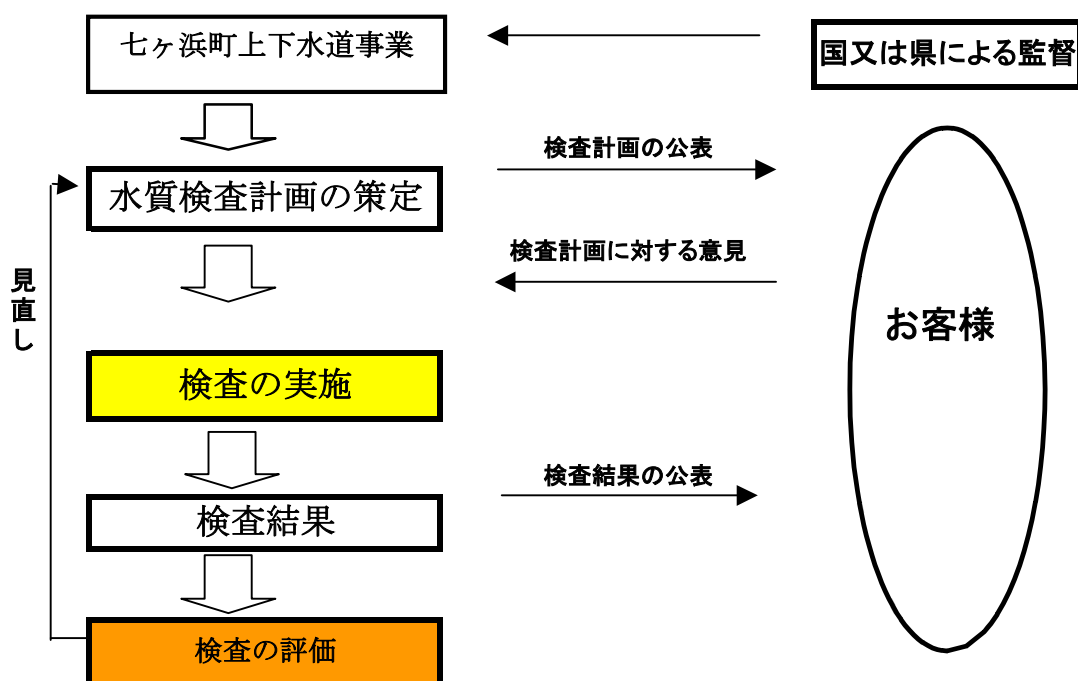 七ヶ浜町上下水道事業
国又は県による監督
検査計画の公表
水質検査計画の策定
検査計画に対する意見
見直し
お客様
検査の実施
検査結果の公表
検査結果
検査の評価